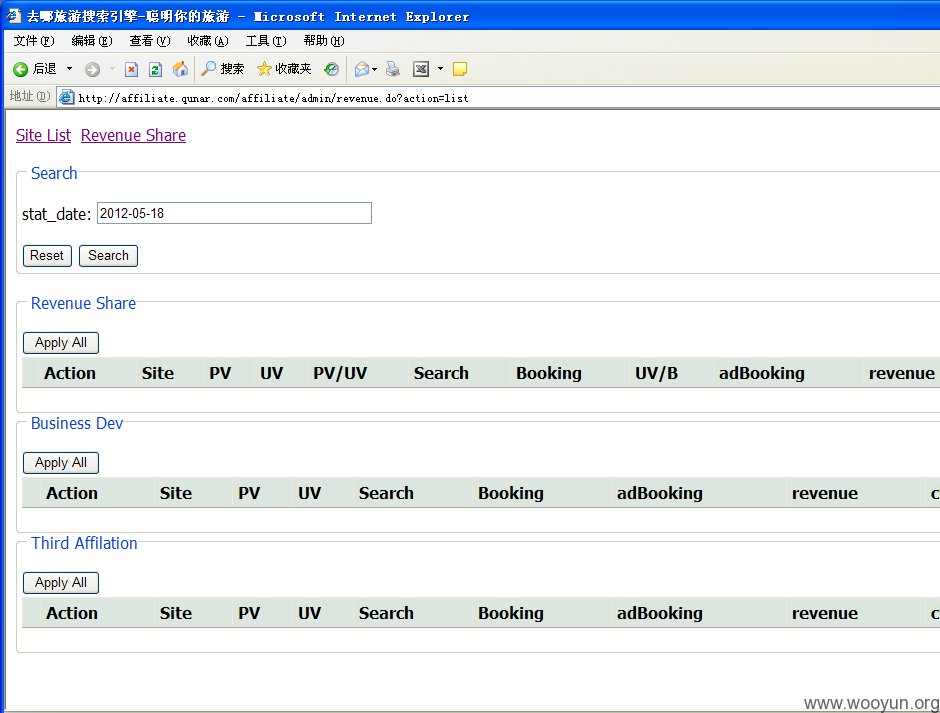 去哪旅游搜索引擎-聪明你的旅游 - Microsoft Internet Explorer
文件(F) 编辑(E) 查看(V) 收藏(A) 工具(T) 帮助(H)
后退 搜索 收藏夹
地址(D) http://affiliate.qunar.com/affiliate/admin/revenue.do?action=list
Site List Revenue Share
Search
stat_date: 2012-05-18
Reset Search
Revenue Share
Apply All
Action Site PV UV PV/UV Search Booking UV/B adBooking revenue
Business Dev
Apply All
Action Site PV UV Search Booking adBooking revenue c
Third Affilation
Apply All
Action Site PV UV Search Booking adBooking revenue c
www.wooyun.org